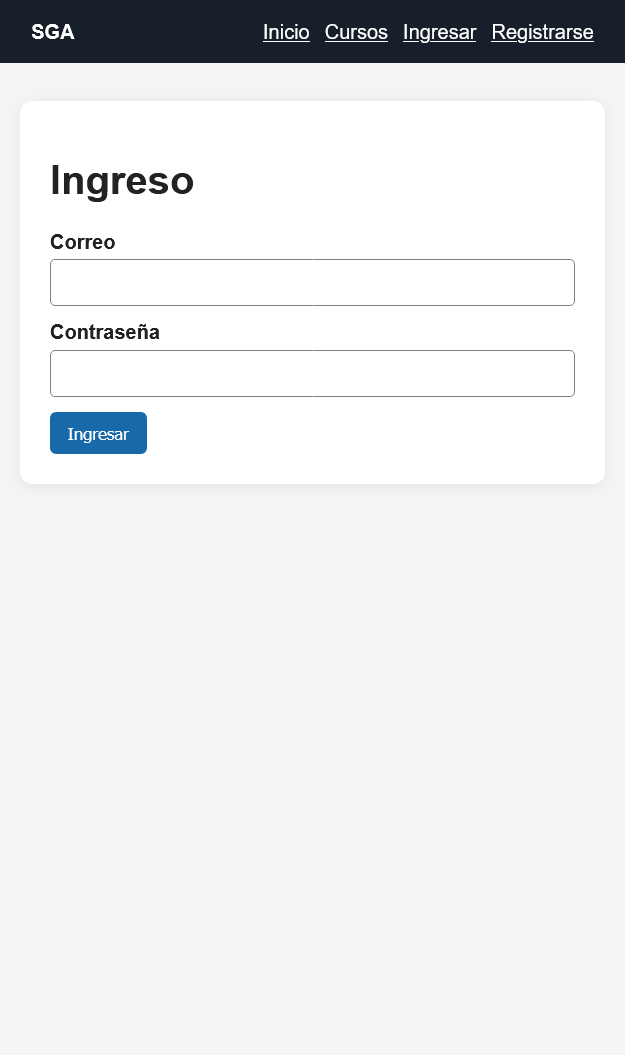 SGA Inicio Cursos Ingresar Registrarse
Ingreso
Correo
Contraseña
Ingresar